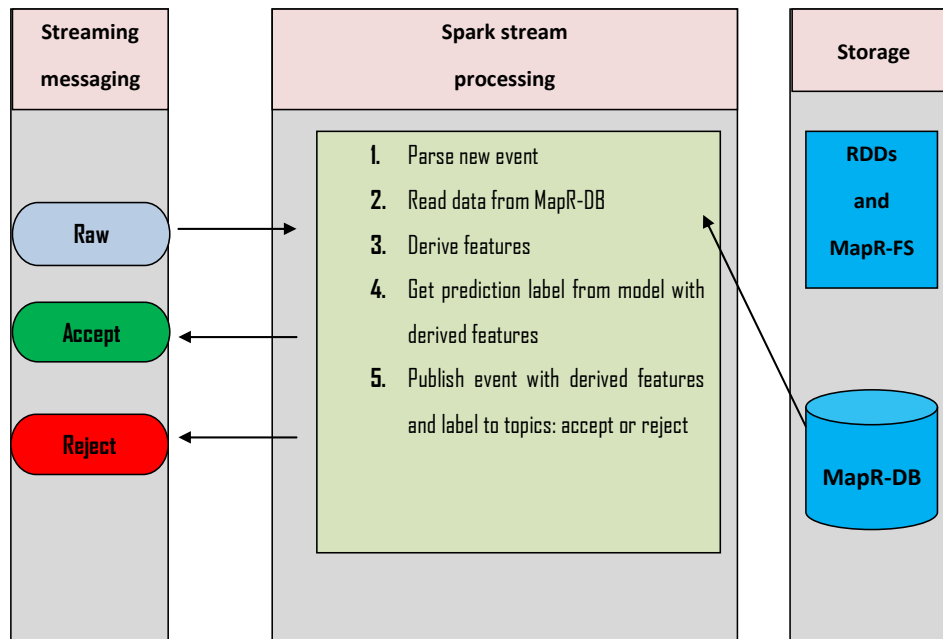 Streaming
messaging
Raw
Accept
Reject
Spark stream
processing
1. Parse new event
2. Read data from MapR-DB
3. Derive features
4. Get prediction label from model with
derived features
5. Publish event with derived features
and label to topics: accept or reject
Storage
RDDs
and
MapR-FS
MapR-DB